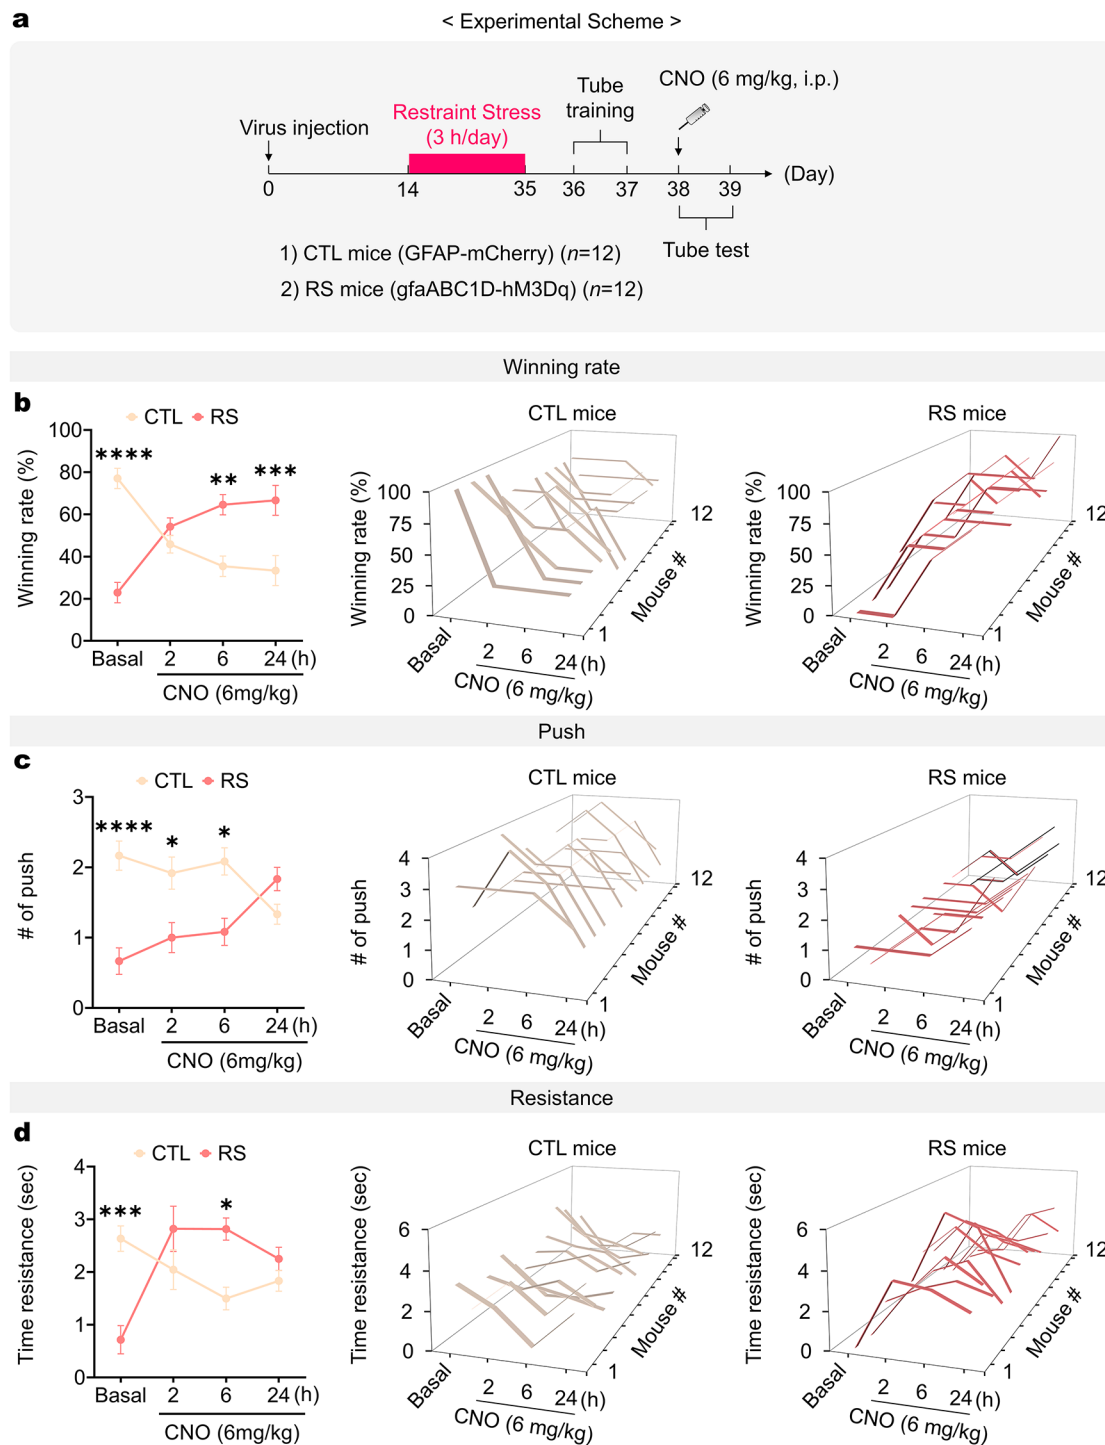 a
< Experimental Scheme >
CNO (6 mg/kg, i.p.)
Tube
training
Restraint Stress
(3 h/day)
Virus injection
0 14 35 36 37 38 39 (Day)
Tube test
1) CTL mice (GFAP-mCherry) (n=12)
2) RS mice (gfaABC1D-hM3Dq) (n=12)
Winning rate
b
CTL RS
Winning rate (%)
100
80
60
40
20
0
**** ** ***
Basal 2 6 24 (h)
CNO (6mg/kg)
CTL mice
Winning rate (%)
100
75
50
25
0
Basal 2 6 24 (h)
CNO (6 mg/kg)
1
Mouse #
12
RS mice
Winning rate (%)
100
75
50
25
0
Basal 2 6 24 (h)
CNO (6 mg/kg)
1
Mouse #
12
Push
c
CTL RS
# of push
3
2
1
0
**** * *
Basal 2 6 24 (h)
CNO (6mg/kg)
CTL mice
# of push
4
3
2
1
0
Basal 2 6 24 (h)
CNO (6 mg/kg)
1
Mouse #
12
RS mice
# of push
4
3
2
1
0
Basal 2 6 24 (h)
CNO (6 mg/kg)
1
Mouse #
12
Resistance
d
CTL RS
Time resistance (sec)
4
3
2
1
0
*** *
Basal 2 6 24 (h)
CNO (6mg/kg)
CTL mice
Time resistance (sec)
6
4
2
0
Basal 2 6 24 (h)
CNO (6 mg/kg)
1
Mouse #
12
RS mice
Time resistance (sec)
6
4
2
0
Basal 2 6 24 (h)
CNO (6 mg/kg)
1
Mouse #
12